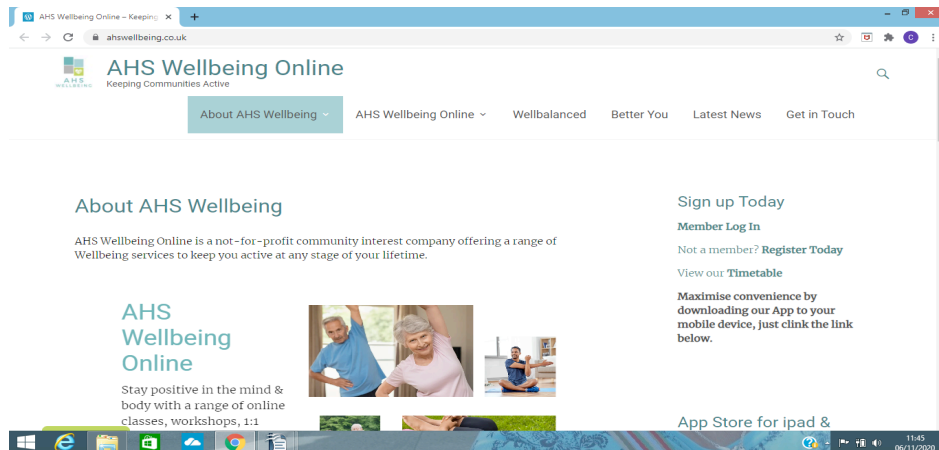 AHS Wellbeing Online – Keeping
ahswellbeing.co.uk
AHS Wellbeing Online
Keeping Communities Active
AHS
WELLBEING
About AHS Wellbeing
AHS Wellbeing Online
Wellbalanced
Better You
Latest News
Get in Touch
About AHS Wellbeing
AHS Wellbeing Online is a not-for-profit community interest company offering a range of
Wellbeing services to keep you active at any stage of your lifetime.
AHS
Wellbeing
Online
Stay positive in the mind &
body with a range of online
classes, workshops, 1:1
Sign up Today
Member Log In
Not a member? Register Today
View our Timetable
Maximise convenience by
downloading our App to your
mobile device, just clink the link
below.
App Store for ipad &
11:45
06/11/2020